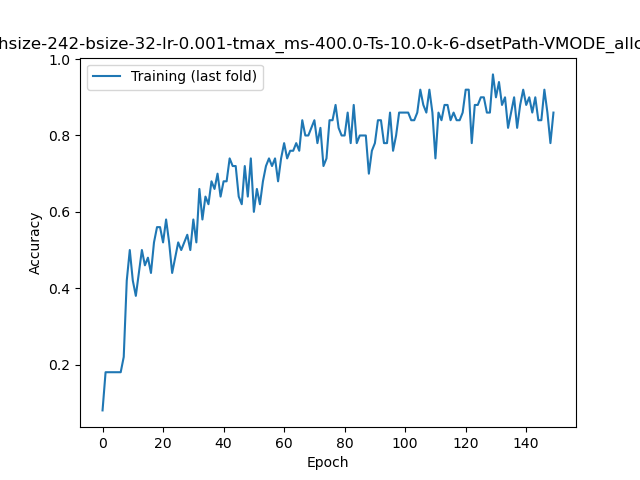 hsize-242-bsize-32-lr-0.001-tmax_ms-400.0-Ts-10.0-k-6-dsetPath-VMODE_allo
Training (last fold)
1.0
0.8
0.6
0.4
0.2
Accuracy
0 20 40 60 80 100 120 140
Epoch